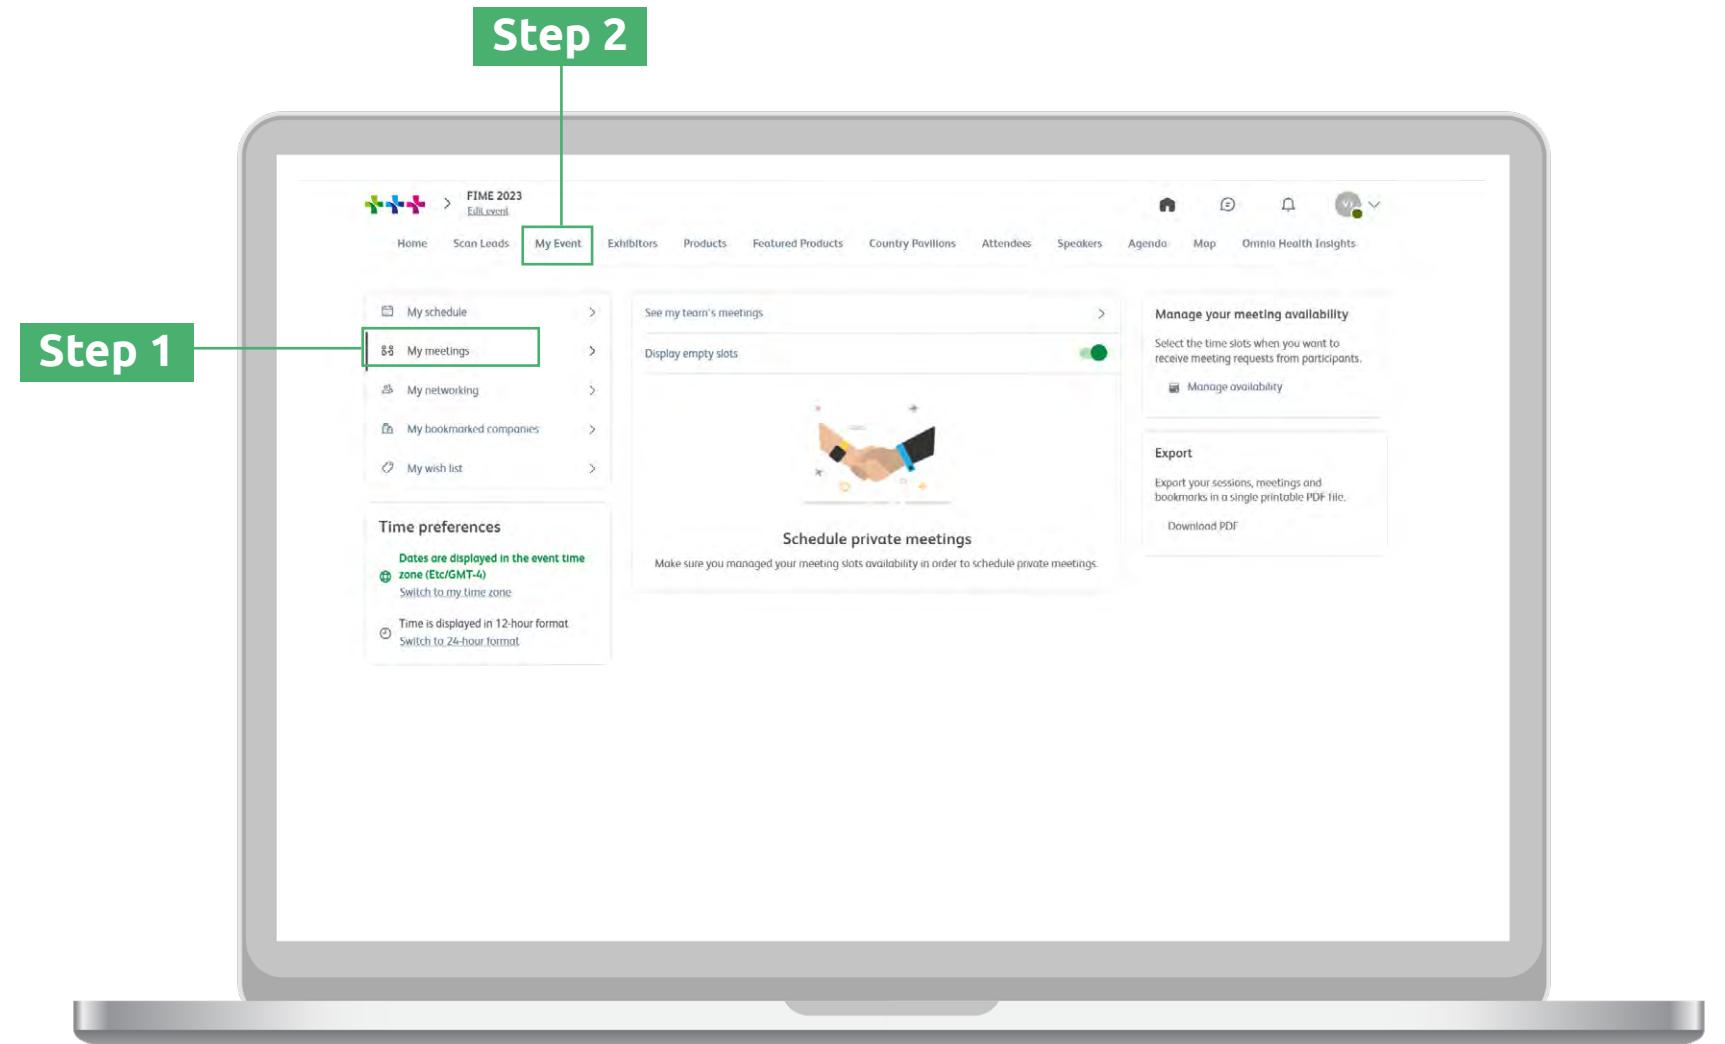 Step 2
FIME 2023
Edit event
Home Scan Leads My Event Exhibitors Products Featured Products Country Pavilions Attendees Speakers Agenda Map Omnia Health Insights
Step 1
My schedule
My meetings
My networking
My bookmarked companies
My wish list
Time preferences
Dates are displayed in the event time
zone (Etc/GMT-4)
Switch to my time zone
Time is displayed in 12-hour format
Switch to 24-hour format
See my team's meetings
Display empty slots
Schedule private meetings
Make sure you managed your meeting slots availability in order to schedule private meetings.
Manage your meeting availability
Select the time slots when you want to
receive meeting requests from participants.
Manage availability
Export
Export your sessions, meetings and
bookmarks in a single printable PDF file.
Download PDF